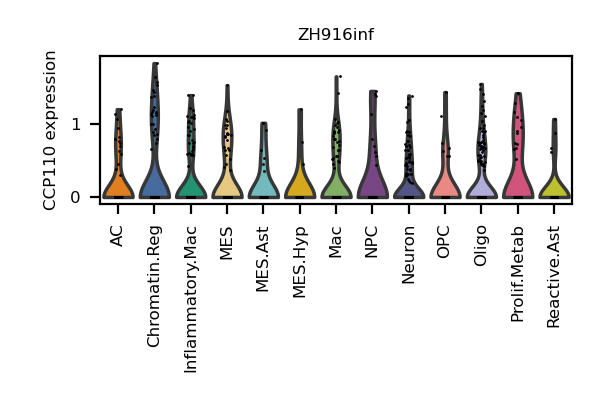 ZH916inf
CCP110 expression
1
0
AC
Chromatin.Reg
Inflammatory.Mac
MES
MES.Ast
MES.Hyp
Mac
NPC
Neuron
OPC
Oligo
Prolif.Metab
Reactive.Ast